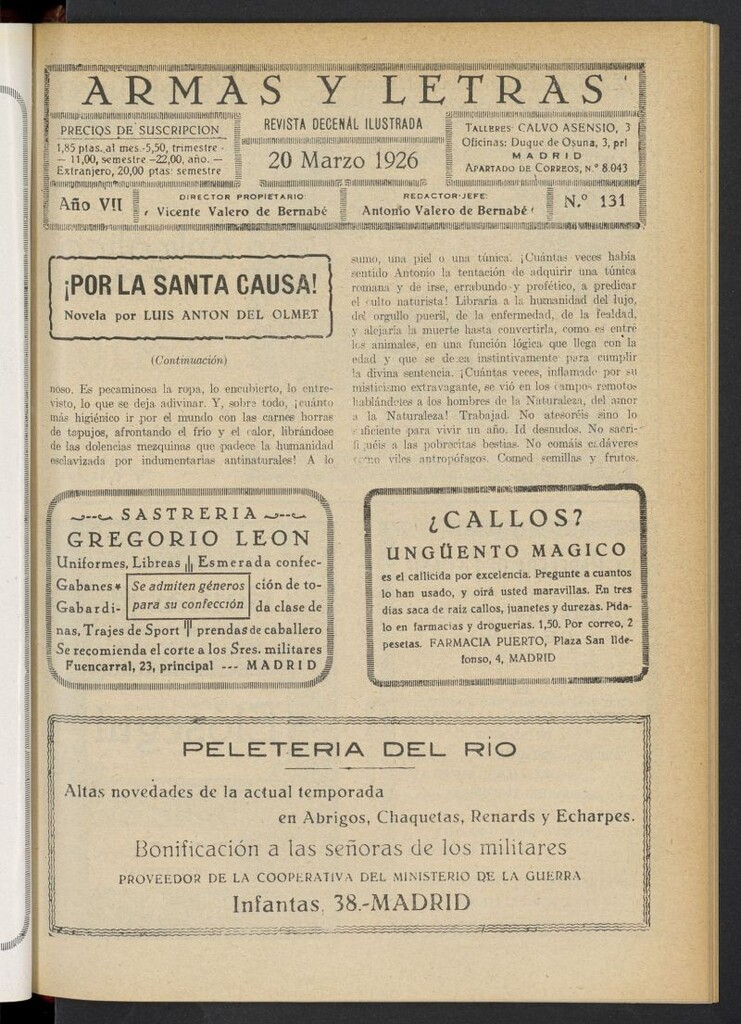 ARMAS Y LETRAS
PRECIOS DE SUSCRIPCION
1,85 ptas. al mes -5,50, trimestre -
— 11,00, semestre —22,00, año. —
Extranjero, 20,00 ptas: semestre
REVISTA DECENAL ILUSTRADA
20 Marzo 1926
TALLERES: CALVO ASENSIO, 3
Oficinas: Duque de Osuna, 3, prl
MADRID
APARTADO DE CORREOS, N.º 8.043
Año VII
DIRECTOR PROPIETARIO:
Vicente Valero de Bernabé
REDACTOR-JEFE:
Antonio Valero de Bernabé
N.º 131
¡POR LA SANTA CAUSA!
Novela por LUIS ANTON DEL OLMET
(Continuación)
noso. Es pecaminosa la ropa, lo encubierto, lo entre-
visto, lo que se deja adivinar. Y, sobre todo, ¡cuánto
más higiénico ir por el mundo con las carnes horras
de tapujos, afrontando el frío y el calor, librándose
de las dolencias mezquinas que padece la humanidad
esclavizada por indumentarias antinaturales! A lo
sumo, una piel o una túnica. ¡Cuántas veces había
sentido Antonio la tentación de adquirir una túnica
romana y de irse, errabundo y profético, a predicar
el culto naturista! Libraría a la humanidad del lujo,
del orgullo pueril, de la enfermedad, de la fealdad,
y alejaría la muerte hasta convertirla, como es entre
los animales, en una función lógica que llega con la
edad y que se desea instintivamente para cumplir
la divina sentencia. ¡Cuántas veces, inflamado por su
misticismo extravagante, se vió en los campos remotos
hablándoles a los hombres de la Naturaleza, del amor
a la Naturaleza! Trabajad. No atesoréis sino lo
suficiente para vivir un año. Id desnudos. No sacri-
fiquéis a las pobrecitas bestias. No comáis cadáveres
como viles antropófagos. Comed semillas y frutos.
SASTRERIA
GREGORIO LEON
Uniformes, Libreas Esmerada confec-
Gabanes * Se admiten géneros ción de to-
Gabardi- para su confección da clase de
nas, Trajes de Sport prendas de caballero
Se recomienda el corte a los Sres. militares
Fuencarral, 23, principal --- MADRID
¿CALLOS?
UNGÜENTO MAGICO
es el callicida por excelencia. Pregunte a cuantos
lo han usado, y oirá usted maravillas. En tres
días saca de raiz callos, juanetes y durezas. Pída-
lo en farmacias y droguerías. 1,50. Por correo, 2
pesetas. FARMACIA PUERTO, Plaza San Ilde-
fonso, 4, MADRID
PELETERIA DEL RIO
Altas novedades de la actual temporada
en Abrigos, Chaquetas, Renards y Echarpes.
Bonificación a las señoras de los militares
PROVEEDOR DE LA COOPERATIVA DEL MINISTERIO DE LA GUERRA
Infantas, 38.-MADRID